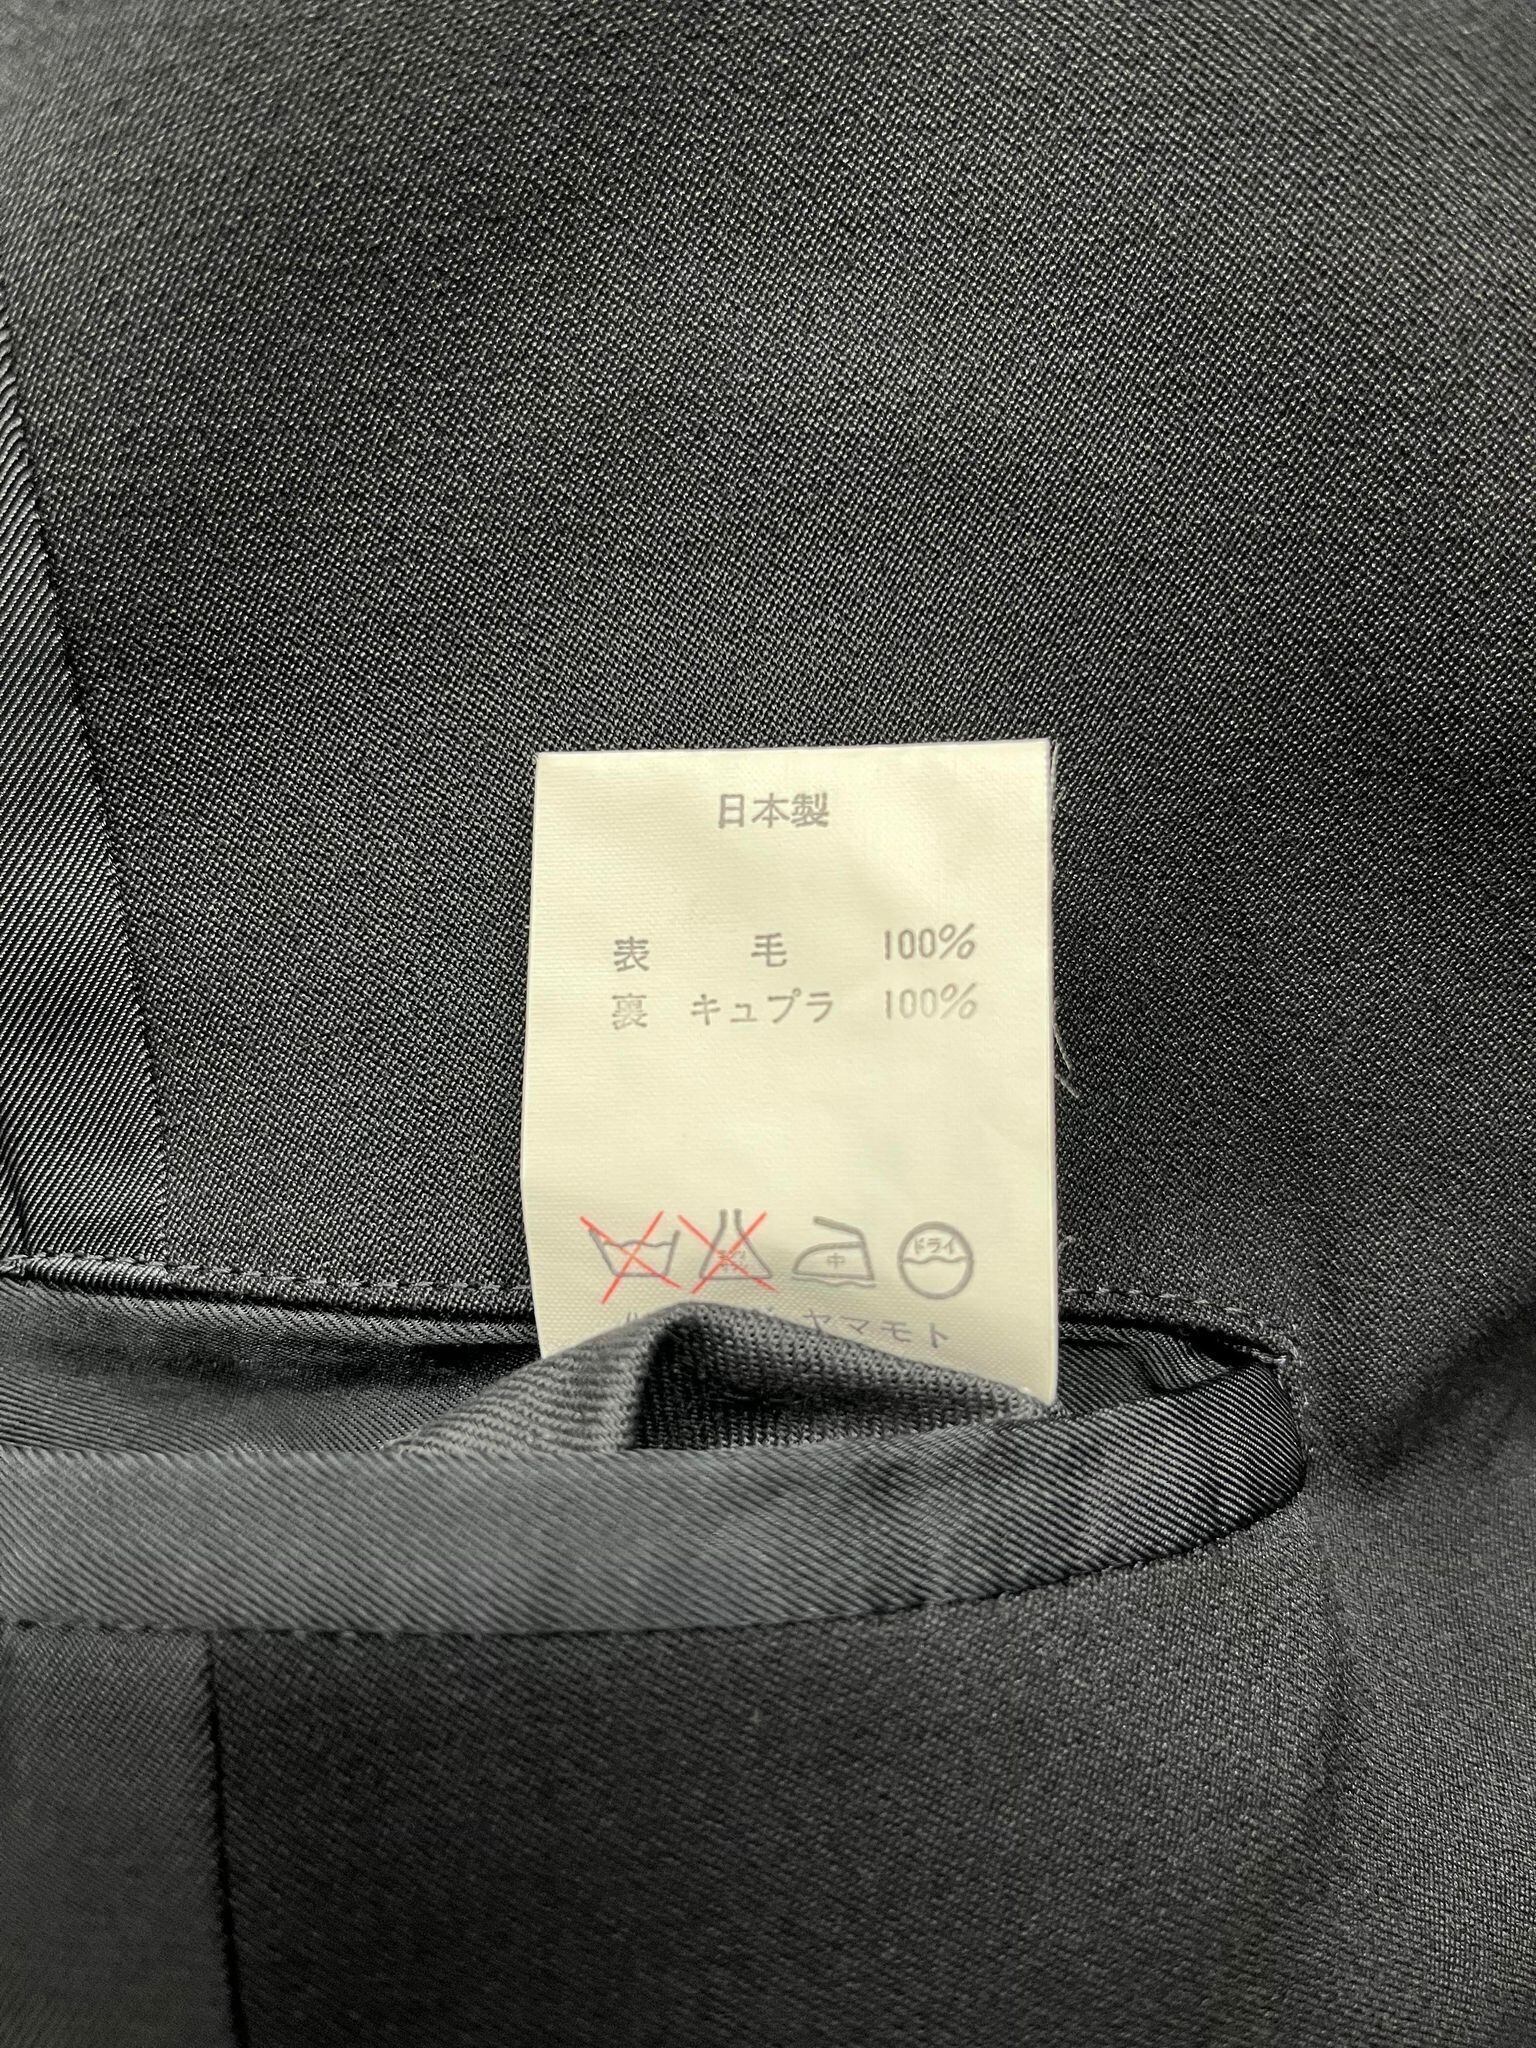 日本製
表 毛 100%
裏 キュプラ 100%
中 ドライ
ヤマモト